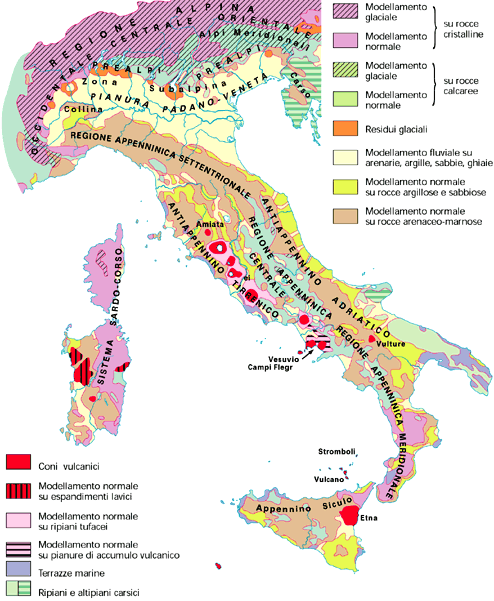 REGIONE ALPINA
OCCIDENTALE CENTRALE ORIENTALE
Alpi Meridionali
PREALPI
PREALPI
Zona Subalpina
Carso
PIANURA PADANO-VENETA
Collina
REGIONE APPENNINICA SETTENTRIONALE
ANTIAPPENNINO ADRIATICO
ANTIAPPENNINO TIRRENICO
REGIONE APPENNINICA CENTRALE
REGIONE APPENNINICA MERIDIONALE
Amiata
Vulture
Vesuvio
Campi Flegr
SISTEMA SARDO-CORSO
Stromboli
Vulcano
Appennino Siculo
Etna
Modellamento
glaciale
Modellamento
normale
su rocce
cristalline
Modellamento
glaciale
Modellamento
normale
su rocce
calcaree
Residui glaciali
Modellamento fluviale su
arenarie, argille, sabbie, ghiaie
Modellamento normale
su rocce argillose e sabbiose
Modellamento normale
su rocce arenaceo-marnose
Coni vulcanici
Modellamento normale
su espandimenti lavici
Modellamento normale
su ripiani tufacei
Modellamento normale
su pianure di accumulo vulcanico
Terrazze marine
Ripiani e altipiani carsici